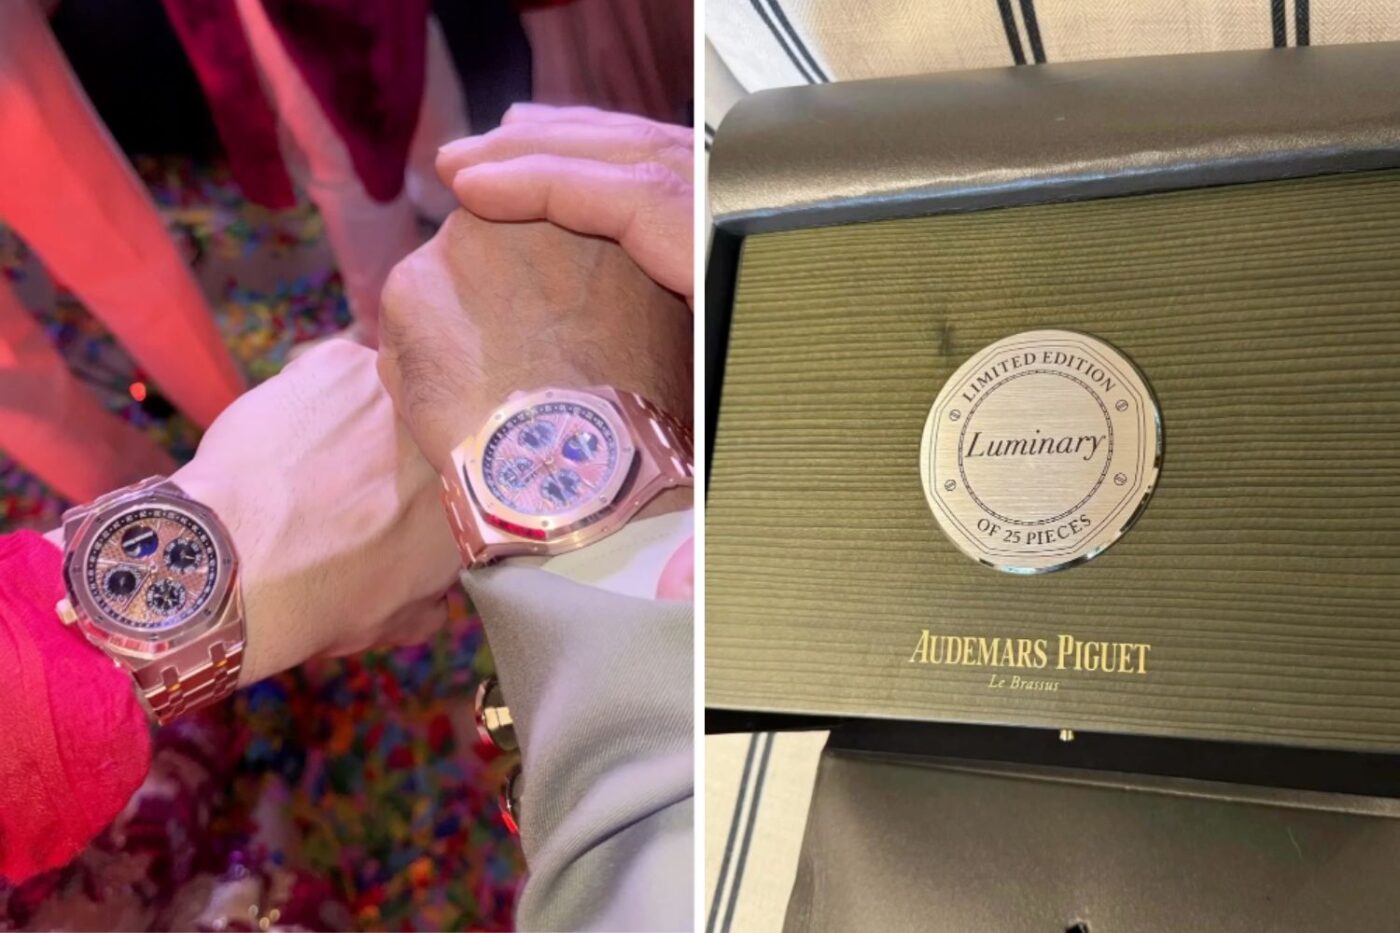 LIMITED EDITION
Luminary
OF 25 PIECES
AUDEMARS PIGUET
Le Brassus